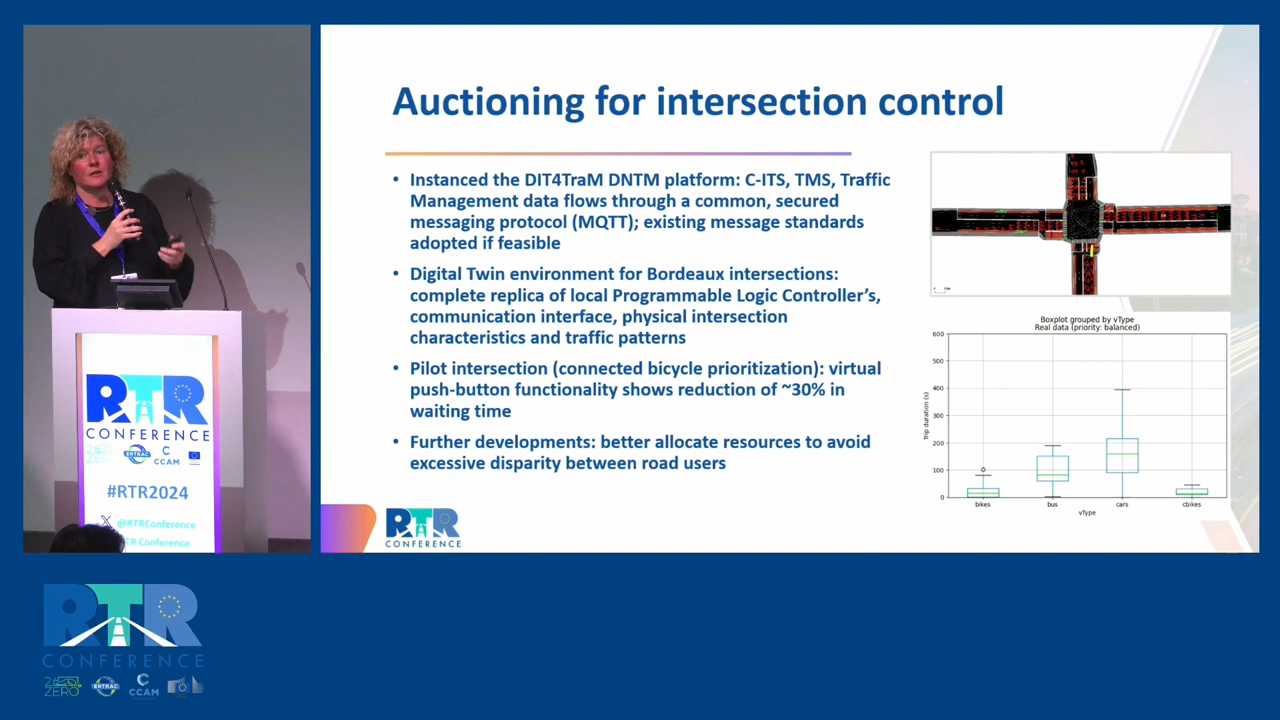 Auctioning for intersection control
• Instanced the DIT4TraM DNTM platform: C-ITS, TMS, Traffic
Management data flows through a common, secured
messaging protocol (MQTT); existing message standards
adopted if feasible
• Digital Twin environment for Bordeaux intersections:
complete replica of local Programmable Logic Controller's,
communication interface, physical intersection
characteristics and traffic patterns
• Pilot intersection (connected bicycle prioritization): virtual
push-button functionality shows reduction of ~30% in
waiting time
• Further developments: better allocate resources to avoid
excessive disparity between road users
Boxplot grouped by vType
Real data (priority: balanced)
Trip duration (s)
600
500
400
300
200
100
0
bikes bus cars cbikes
vType
RTR
CONFERENCE
RTR
CONFERENCE
ERTRAC
CCAM
#RTR2024
@RTRConference
TR Conference
RTR
CONFERENCE
ZERO
ERTRAC
CCAM